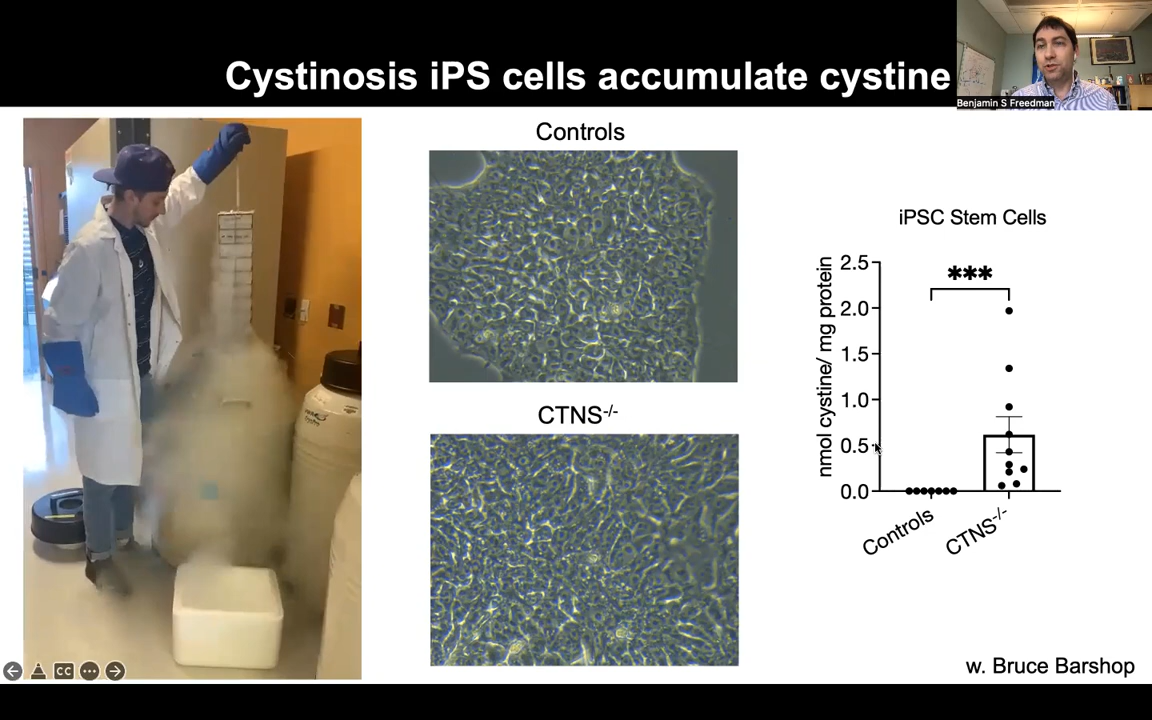 Cystinosis iPS cells accumulate cystine
Benjamin S Freedman
Controls
CTNS-/-
iPSC Stem Cells
nmol cystine/ mg protein
2.5
2.0
1.5
1.0
0.5
0.0
***
Controls
CTNS-/-
CC
w. Bruce Barshop